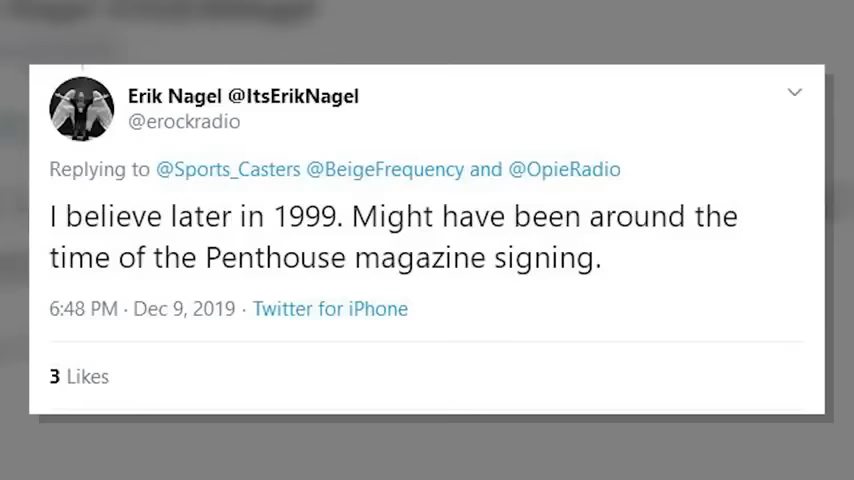 Erik Nagel @ItsErikNagel
@erockradio
Replying to @Sports_Casters @BeigeFrequency and @OpieRadio
I believe later in 1999. Might have been around the
time of the Penthouse magazine signing.
6:48 PM · Dec 9, 2019 · Twitter for iPhone
3 Likes